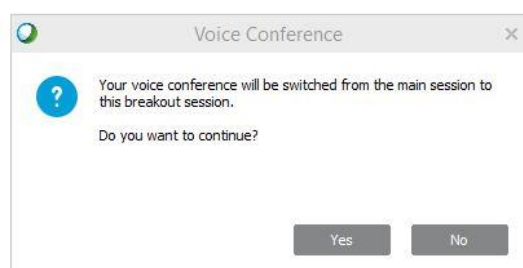 Voice Conference
Your voice conference will be switched from the main session to
this breakout session.
Do you want to continue?
Yes No